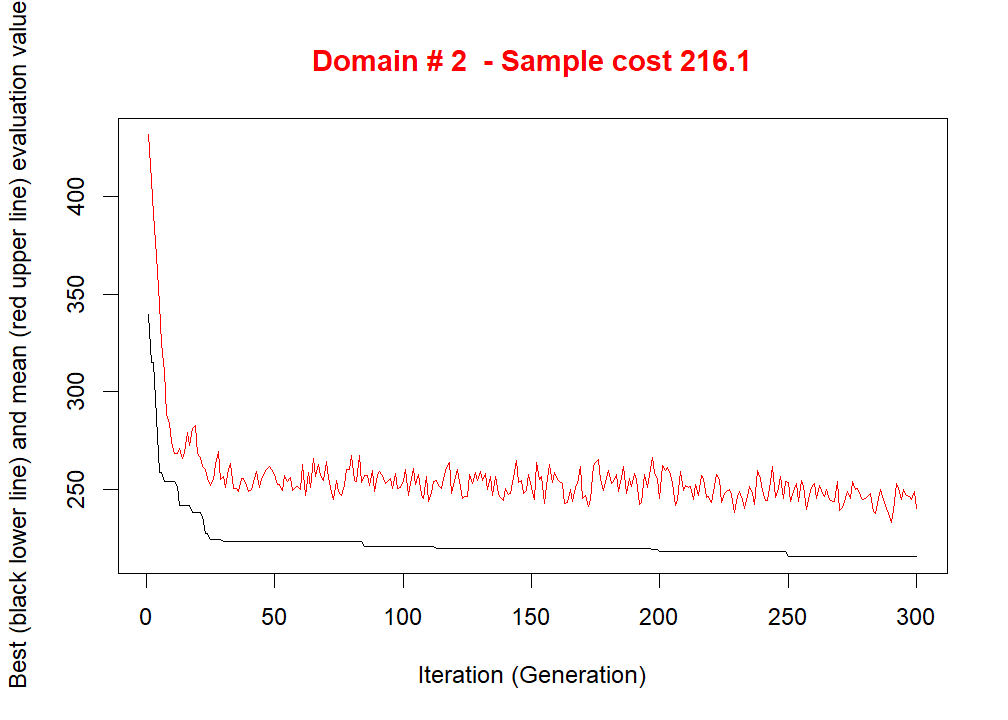 Domain # 2  - Sample cost 216.1
Best (black lower line) and mean (red upper line) evaluation value
400
350
300
250
0 50 100 150 200 250 300
Iteration (Generation)